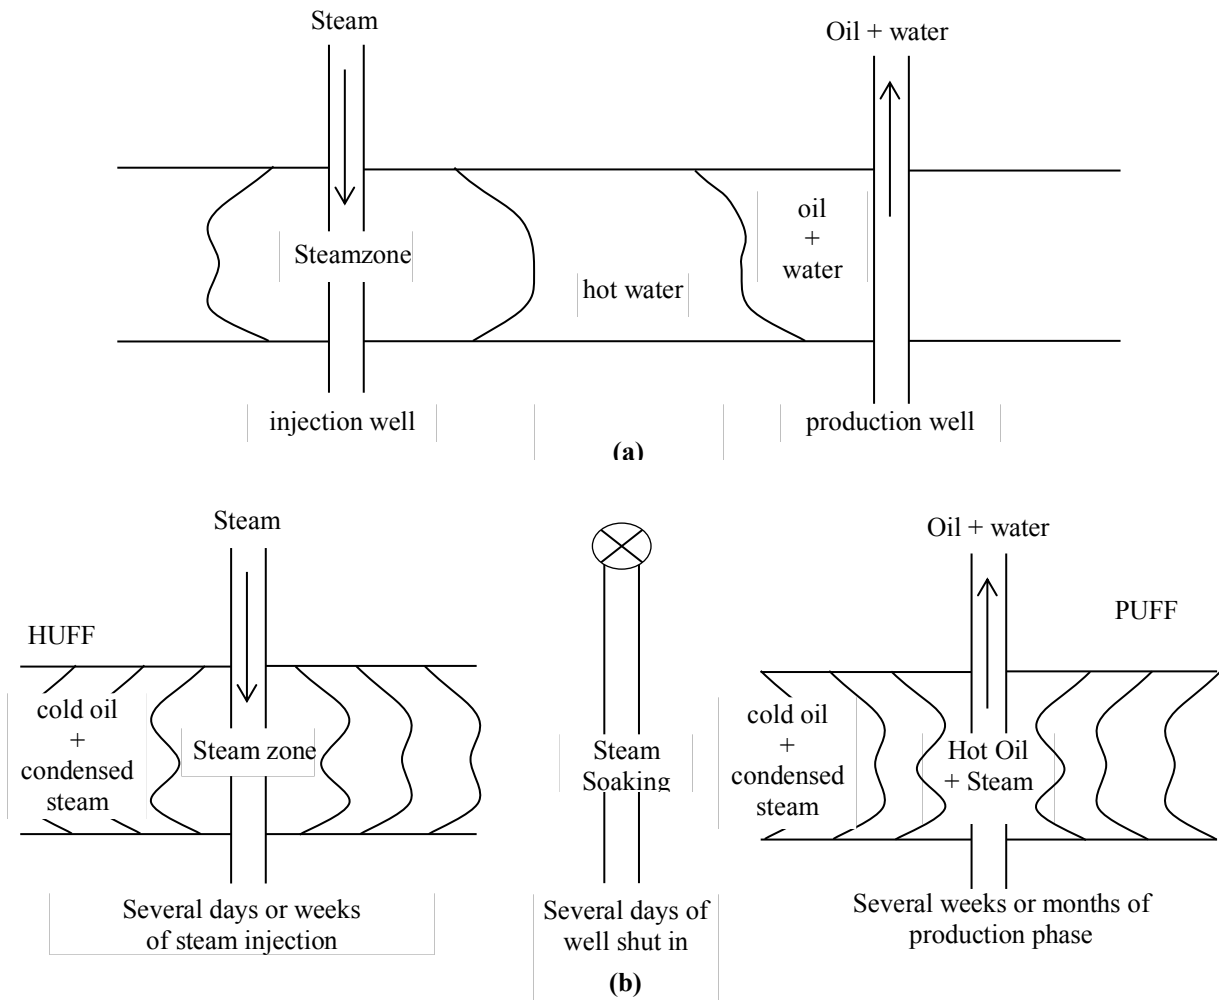 Steam
Oil + water
Steamzone
hot water
oil
+
water
injection well
production well
(a)
Steam
Oil + water
HUFF
PUFF
cold oil
+
condensed
steam
Steam zone
Steam
Soaking
cold oil
+
condensed
steam
Hot Oil
+ Steam
Several days or weeks
of steam injection
Several days of
well shut in
Several weeks or months of
production phase
(b)